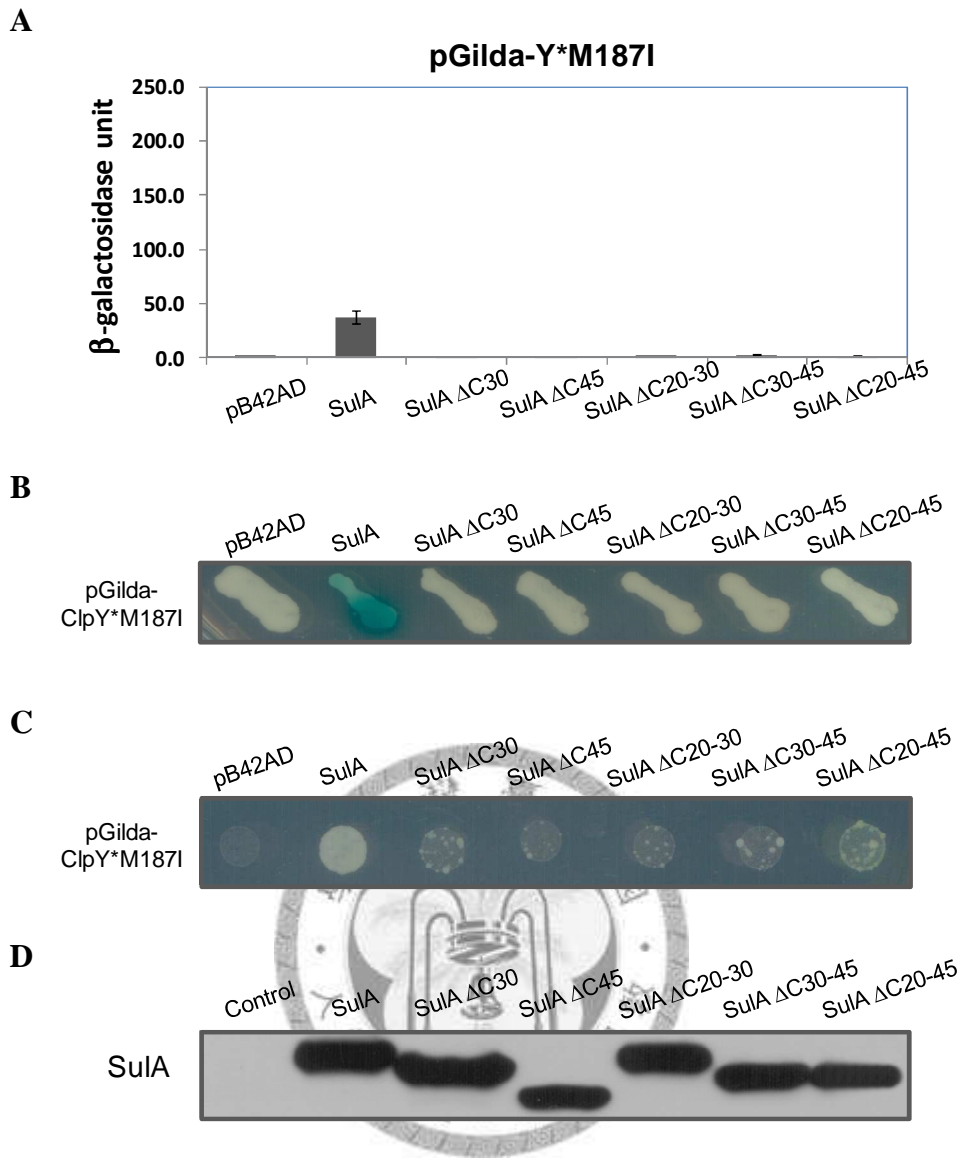 A
pGilda-Y*M187I
250.0
200.0
150.0
100.0
50.0
0.0
β-galactosidase unit
pB42AD
SulA
SulA ΔC30
SulA ΔC45
SulA ΔC20-30
SulA ΔC30-45
SulA ΔC20-45
B
pB42AD
SulA
SulA ΔC30
SulA ΔC45
SulA ΔC20-30
SulA ΔC30-45
SulA ΔC20-45
pGilda-
ClpY*M187I
C
pB42AD
SulA
SulA ΔC30
SulA ΔC45
SulA ΔC20-30
SulA ΔC30-45
SulA ΔC20-45
pGilda-
ClpY*M187I
D
Control
SulA
SulA ΔC30
SulA ΔC45
SulA ΔC20-30
SulA ΔC30-45
SulA ΔC20-45
SulA